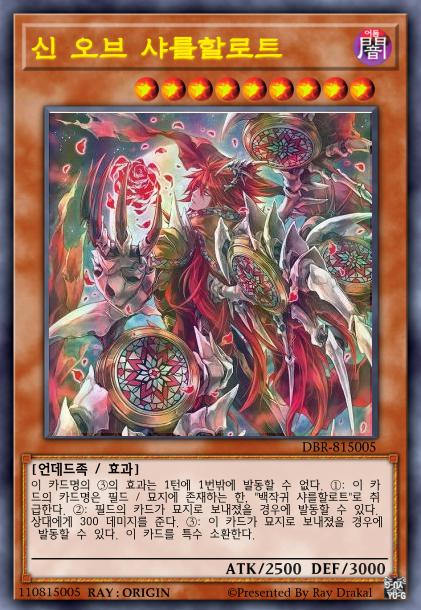 신 오브 샤를할로트
어둠
闇
DBR-815005
[언데드족 / 효과]
이 카드명의 ③의 효과는 1턴에 1번밖에 발동할 수 없다. ①: 이 카
드의 카드명은 필드 / 묘지에 존재하는 한, "백작귀 샤를할로트"로 취
급한다. ②: 필드의 카드가 묘지로 보내졌을 경우에 발동할 수 있다.
상대에게 300 데미지를 준다. ③: 이 카드가 묘지로 보내졌을 경우에
발동할 수 있다. 이 카드를 특수 소환한다.
ATK/2500 DEF/3000
110815005 RAY : ORIGIN ©Presented By Ray Drakal